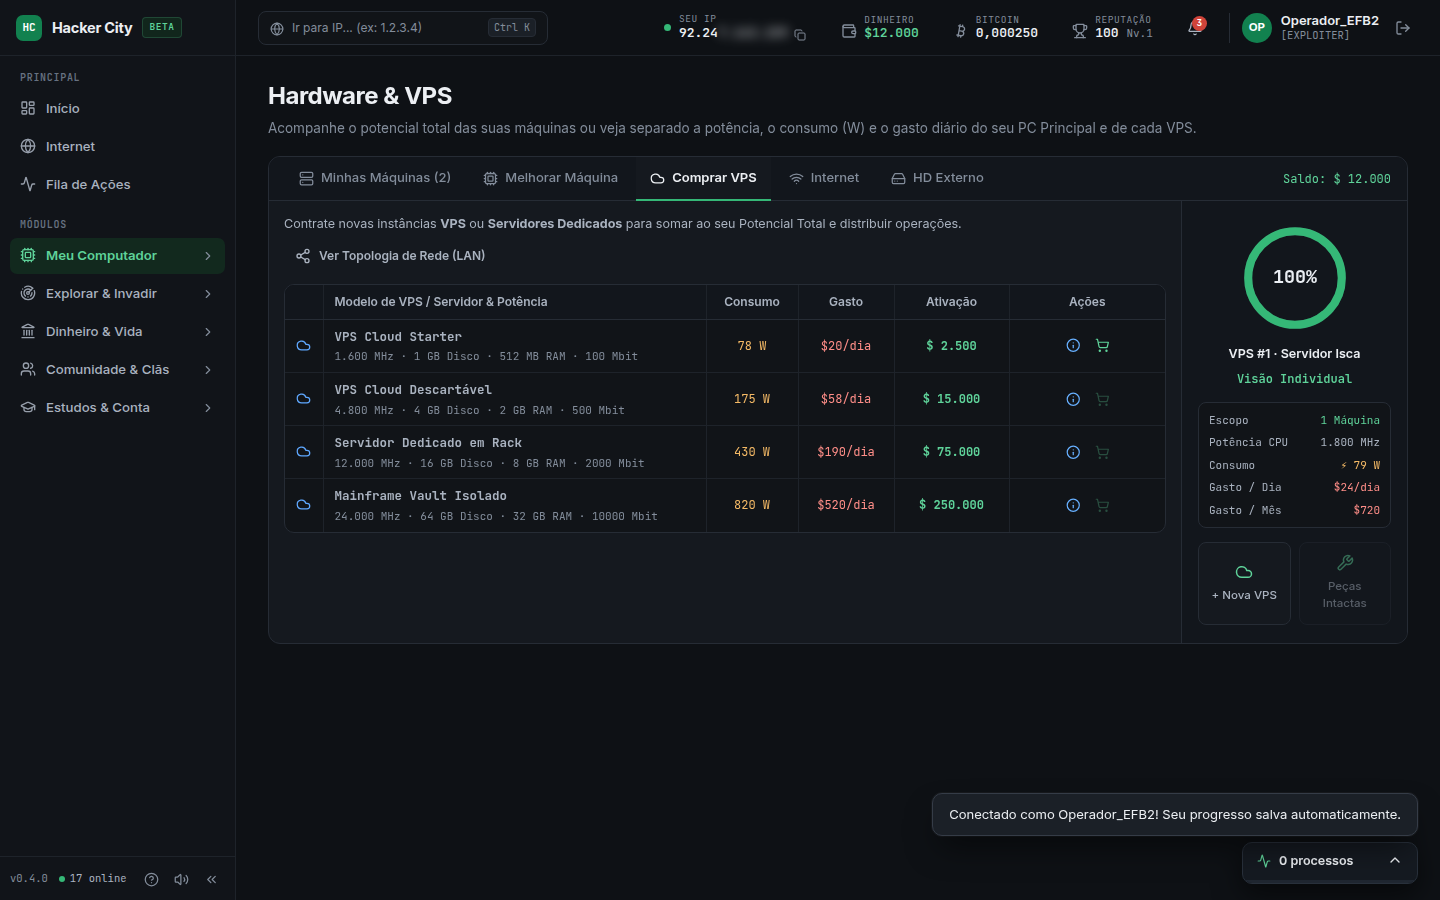 HC Hacker City BETA
Ir para IP... (ex: 1.2.3.4) Ctrl K
SEU IP
92.24
DINHEIRO
$12.000
BITCOIN
0,000250
REPUTAÇÃO
100 Nv.1
3
OP
Operador_EFB2
[EXPLOITER]
PRINCIPAL
Início
Internet
Fila de Ações
MÓDULOS
Meu Computador
Explorar & Invadir
Dinheiro & Vida
Comunidade & Clãs
Estudos & Conta
v0.4.0 17 online
Hardware & VPS
Acompanhe o potencial total das suas máquinas ou veja separado a potência, o consumo (W) e o gasto diário do seu PC Principal e de cada VPS.
Minhas Máquinas (2) Melhorar Máquina Comprar VPS Internet HD Externo Saldo: $ 12.000
Contrate novas instâncias VPS ou Servidores Dedicados para somar ao seu Potencial Total e distribuir operações.
Ver Topologia de Rede (LAN)
Modelo de VPS / Servidor & Potência Consumo Gasto Ativação Ações
VPS Cloud Starter
1.600 MHz · 1 GB Disco · 512 MB RAM · 100 Mbit
78 W $20/dia $ 2.500
VPS Cloud Descartável
4.800 MHz · 4 GB Disco · 2 GB RAM · 500 Mbit
175 W $58/dia $ 15.000
Servidor Dedicado em Rack
12.000 MHz · 16 GB Disco · 8 GB RAM · 2000 Mbit
430 W $190/dia $ 75.000
Mainframe Vault Isolado
24.000 MHz · 64 GB Disco · 32 GB RAM · 10000 Mbit
820 W $520/dia $ 250.000
100%
VPS #1 · Servidor Isca
Visão Individual
Escopo 1 Máquina
Potência CPU 1.800 MHz
Consumo ⚡ 79 W
Gasto / Dia $24/dia
Gasto / Mês $720
+ Nova VPS
Peças
Intactas
Conectado como Operador_EFB2! Seu progresso salva automaticamente.
0 processos